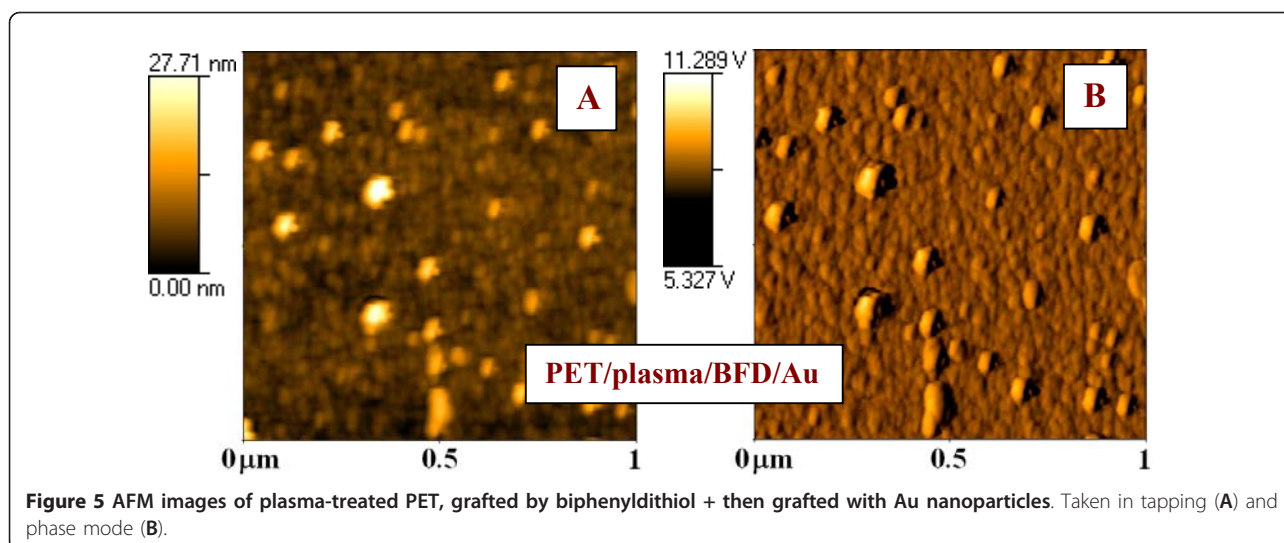 27.71 nm
0.00 nm
A
11.289 V
5.327 V
B
PET/plasma/BFD/Au
0 µm 0.5 1
0 µm 0.5 1
Figure 5 AFM images of plasma-treated PET, grafted by biphenyldithiol + then grafted with Au nanoparticles. Taken in tapping (A) and
phase mode (B).